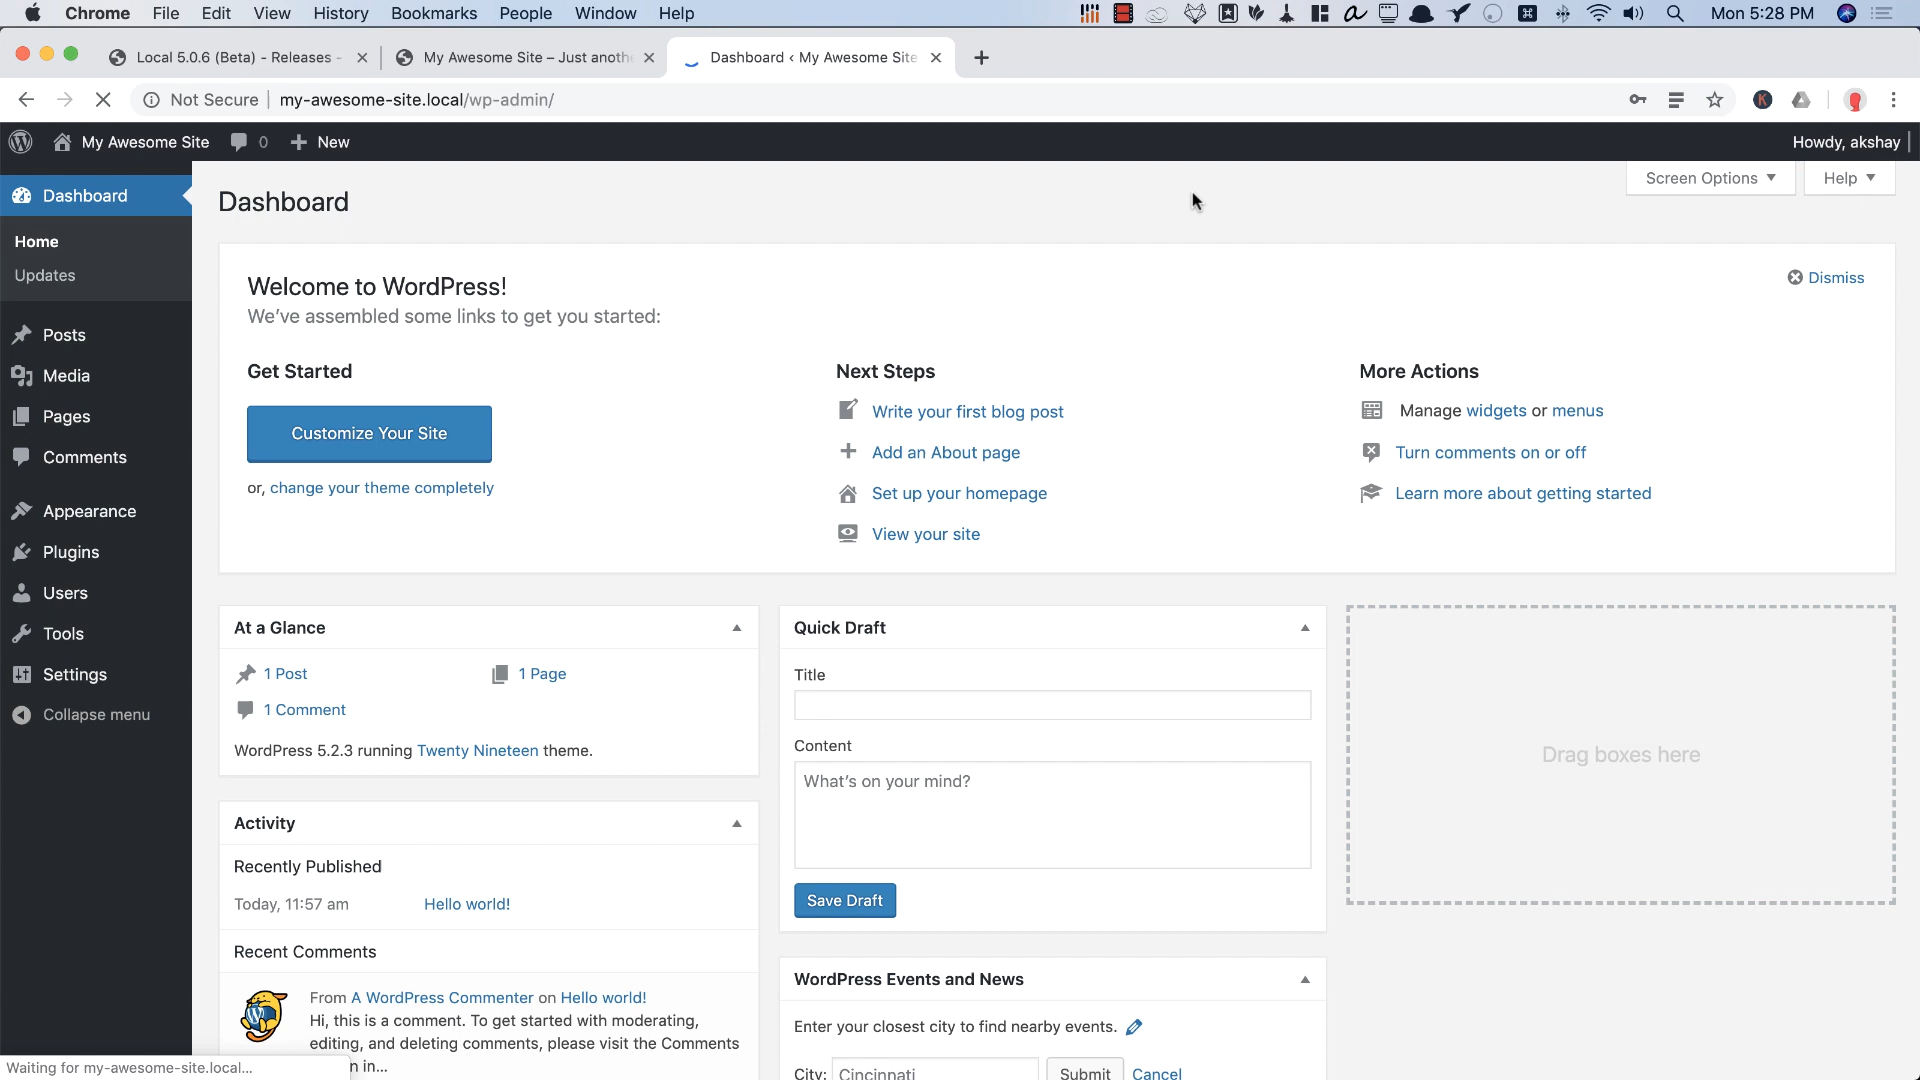 Chrome File Edit View History Bookmarks People Window Help Mon 5:28 PM
Local 5.0.6 (Beta) - Releases - My Awesome Site – Just anoth Dashboard ‹ My Awesome Site
Not Secure my-awesome-site.local/wp-admin/ K
My Awesome Site 0 New Howdy, akshay
Dashboard
Home
Updates
Posts
Media
Pages
Comments
Appearance
Plugins
Users
Tools
Settings
Collapse menu
Screen Options Help
Dashboard
Welcome to WordPress! Dismiss
We've assembled some links to get you started:
Get Started
Customize Your Site
or, change your theme completely
Next Steps
Write your first blog post
Add an About page
Set up your homepage
View your site
More Actions
Manage widgets or menus
Turn comments on or off
Learn more about getting started
At a Glance
1 Post 1 Page
1 Comment
WordPress 5.2.3 running Twenty Nineteen theme.
Activity
Recently Published
Today, 11:57 am Hello world!
Recent Comments
From A WordPress Commenter on Hello world!
Hi, this is a comment. To get started with moderating,
editing, and deleting comments, please visit the Comments
n in...
Quick Draft
Title
Content
What's on your mind?
Save Draft
WordPress Events and News
Enter your closest city to find nearby events.
City: Cincinnati Submit Cancel
Drag boxes here
Waiting for my-awesome-site.local...